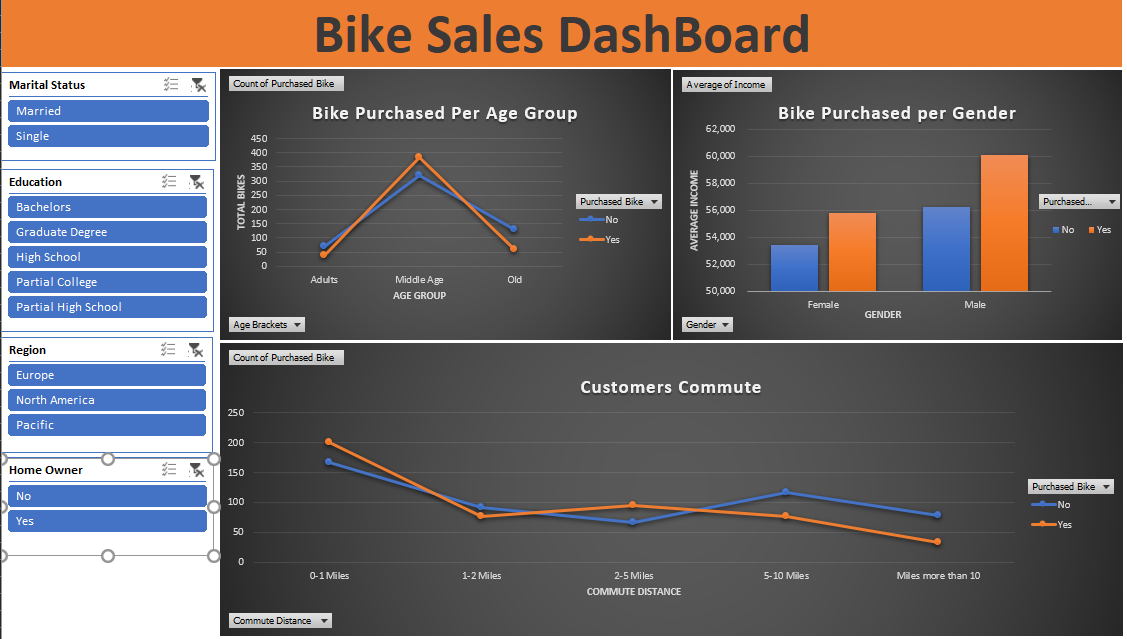 Bike Sales DashBoard
Marital Status
Married
Single
Education
Bachelors
Graduate Degree
High School
Partial College
Partial High School
Region
Europe
North America
Pacific
Home Owner
No
Yes
Count of Purchased Bike
Bike Purchased Per Age Group
TOTAL BIKES
450
400
350
300
250
200
150
100
50
0
Adults Middle Age Old
AGE GROUP
Purchased Bike
No
Yes
Age Brackets
Average of Income
Bike Purchased per Gender
AVERAGE INCOME
62,000
60,000
58,000
56,000
54,000
52,000
50,000
Female Male
GENDER
Purchased...
No Yes
Gender
Count of Purchased Bike
Customers Commute
250
200
150
100
50
0
0-1 Miles 1-2 Miles 2-5 Miles 5-10 Miles Miles more than 10
COMMUTE DISTANCE
Purchased Bike
No
Yes
Commute Distance